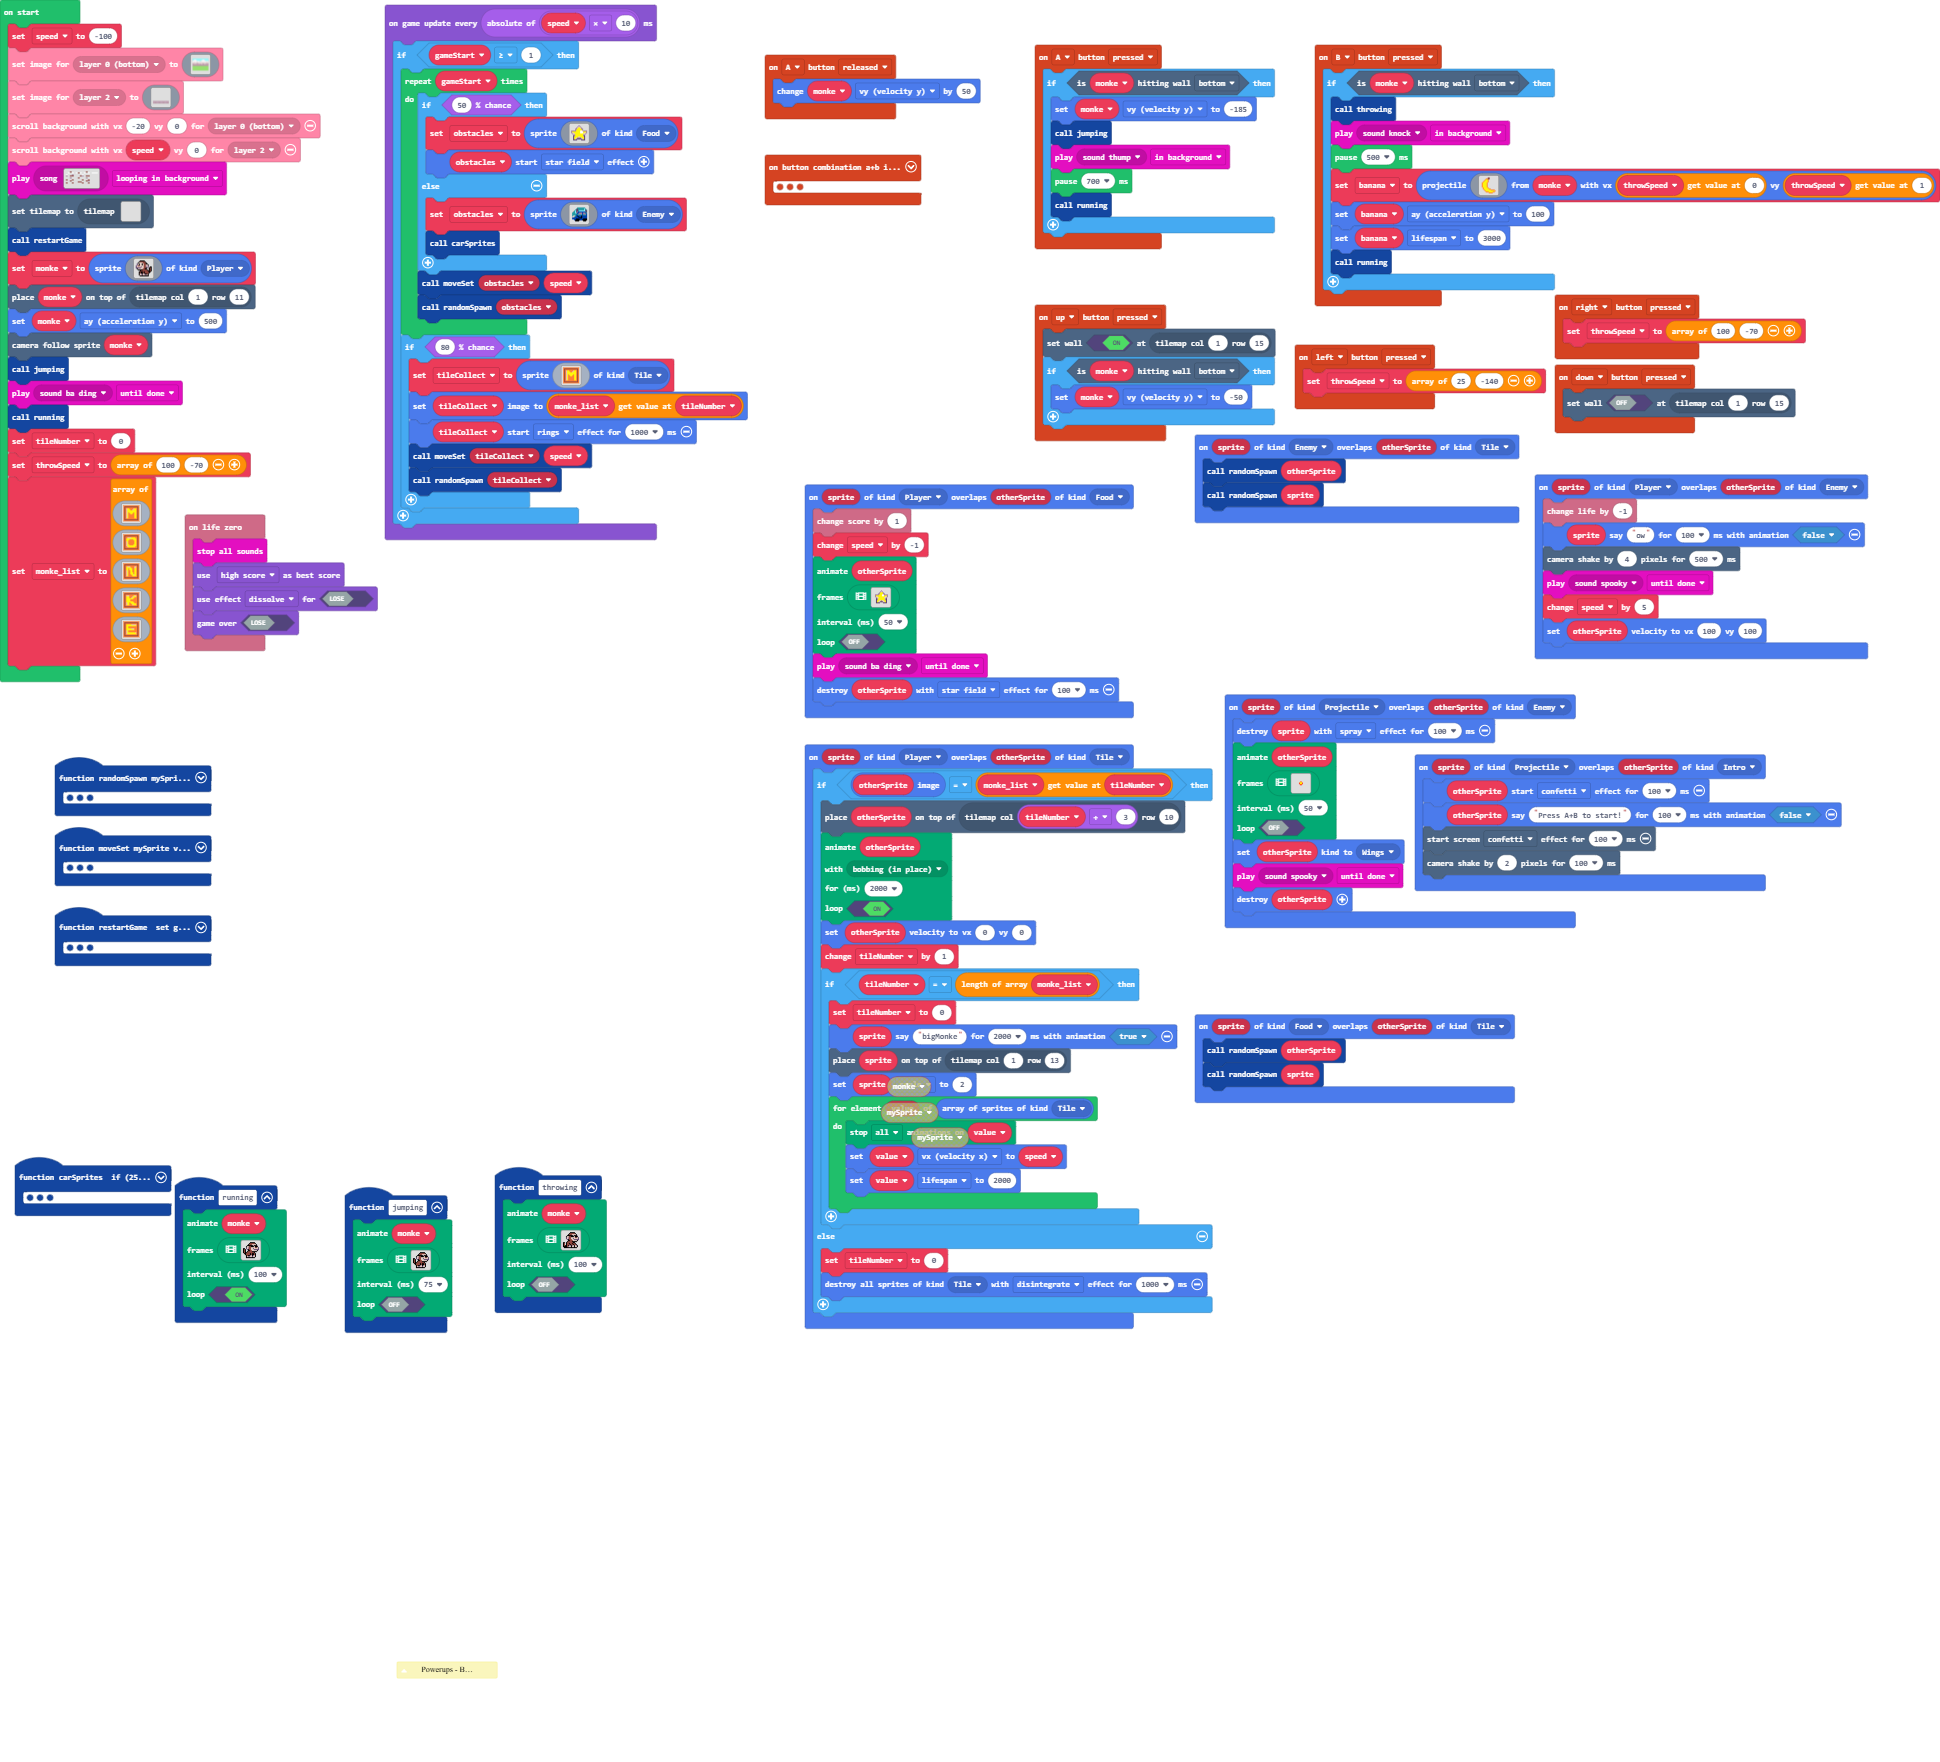 on start
set speed to -100
set image for layer 0 (bottom) to
set image for layer 2 to
scroll background with vx -20 vy 0 for layer 0 (bottom)
scroll background with vx speed vy 0 for layer 2
play song looping in background
set tilemap to tilemap
call restartGame
set monke to sprite of kind Player
place monke on top of tilemap col 1 row 11
set monke ay (acceleration y) to 500
camera follow sprite monke
call jumping
play sound ba ding until done
call running
set tileNumber to 0
set throwSpeed to array of 100 -70
array of
M
O
N
set monke_list to
K
E
on life zero
stop all sounds
use high score as best score
use effect dissolve for LOSE
game over LOSE
on game update every absolute of speed × 10 ms
if gameStart ≥ 1 then
repeat gameStart times
do if 50 % chance then
set obstacles to sprite of kind Food
obstacles start star field effect
else
set obstacles to sprite of kind Enemy
call carSprites
call moveSet obstacles speed
call randomSpawn obstacles
if 80 % chance then
set tileCollect to sprite M of kind Tile
set tileCollect image to monke_list get value at tileNumber
tileCollect start rings effect for 1000 ms
call moveSet tileCollect speed
call randomSpawn tileCollect
on A button released
change monke vy (velocity y) by 50
on button combination a+b i...
on A button pressed
if is monke hitting wall bottom then
set monke vy (velocity y) to -185
call jumping
play sound thump in background
pause 700 ms
call running
on B button pressed
if is monke hitting wall bottom then
call throwing
play sound knock in background
pause 500 ms
set banana to projectile from monke with vx throwSpeed get value at 0 vy throwSpeed get value at 1
set banana ay (acceleration y) to 100
set banana lifespan to 3000
call running
on up button pressed
set wall ON at tilemap col 1 row 15
if is monke hitting wall bottom then
set monke vy (velocity y) to -50
on left button pressed
set throwSpeed to array of 25 -140
on right button pressed
set throwSpeed to array of 100 -70
on down button pressed
set wall OFF at tilemap col 1 row 15
on sprite of kind Enemy overlaps otherSprite of kind Tile
call randomSpawn otherSprite
call randomSpawn sprite
on sprite of kind Player overlaps otherSprite of kind Enemy
change life by -1
sprite say "ow" for 100 ms with animation false
camera shake by 4 pixels for 500 ms
play sound spooky until done
change speed by 5
set otherSprite velocity to vx 100 vy 100
on sprite of kind Player overlaps otherSprite of kind Food
change score by 1
change speed by -1
animate otherSprite
frames
interval (ms) 50
loop OFF
play sound ba ding until done
destroy otherSprite with star field effect for 100 ms
on sprite of kind Projectile overlaps otherSprite of kind Enemy
destroy sprite with spray effect for 100 ms
animate otherSprite
frames
interval (ms) 50
loop OFF
set otherSprite kind to Wings
play sound spooky until done
destroy otherSprite
on sprite of kind Projectile overlaps otherSprite of kind Intro
otherSprite start confetti effect for 100 ms
otherSprite say "Press A+B to start!" for 100 ms with animation false
start screen confetti effect for 100 ms
camera shake by 2 pixels for 100 ms
on sprite of kind Player overlaps otherSprite of kind Tile
if otherSprite image = monke_list get value at tileNumber then
place otherSprite on top of tilemap col tileNumber + 3 row 10
animate otherSprite
with bobbing (in place)
for (ms) 2000
loop ON
set otherSprite velocity to vx 0 vy 0
change tileNumber by 1
if tileNumber = length of array monke_list then
set tileNumber to 0
sprite say "bigMonke" for 2000 ms with animation true
place sprite on top of tilemap col 1 row 13
set sprite monke to 2
for element mySprite array of sprites of kind Tile
do stop all mySprite value
set value vx (velocity x) to speed
set value lifespan to 2000
else
set tileNumber to 0
destroy all sprites of kind Tile with disintegrate effect for 1000 ms
on sprite of kind Food overlaps otherSprite of kind Tile
call randomSpawn otherSprite
call randomSpawn sprite
function randomSpawn mySpri...
function moveSet mySprite v...
function restartGame set g...
function carSprites if (25...
function running
animate monke
frames
interval (ms) 100
loop ON
function jumping
animate monke
frames
interval (ms) 75
loop OFF
function throwing
animate monke
frames
interval (ms) 100
loop OFF
Powerups - B...